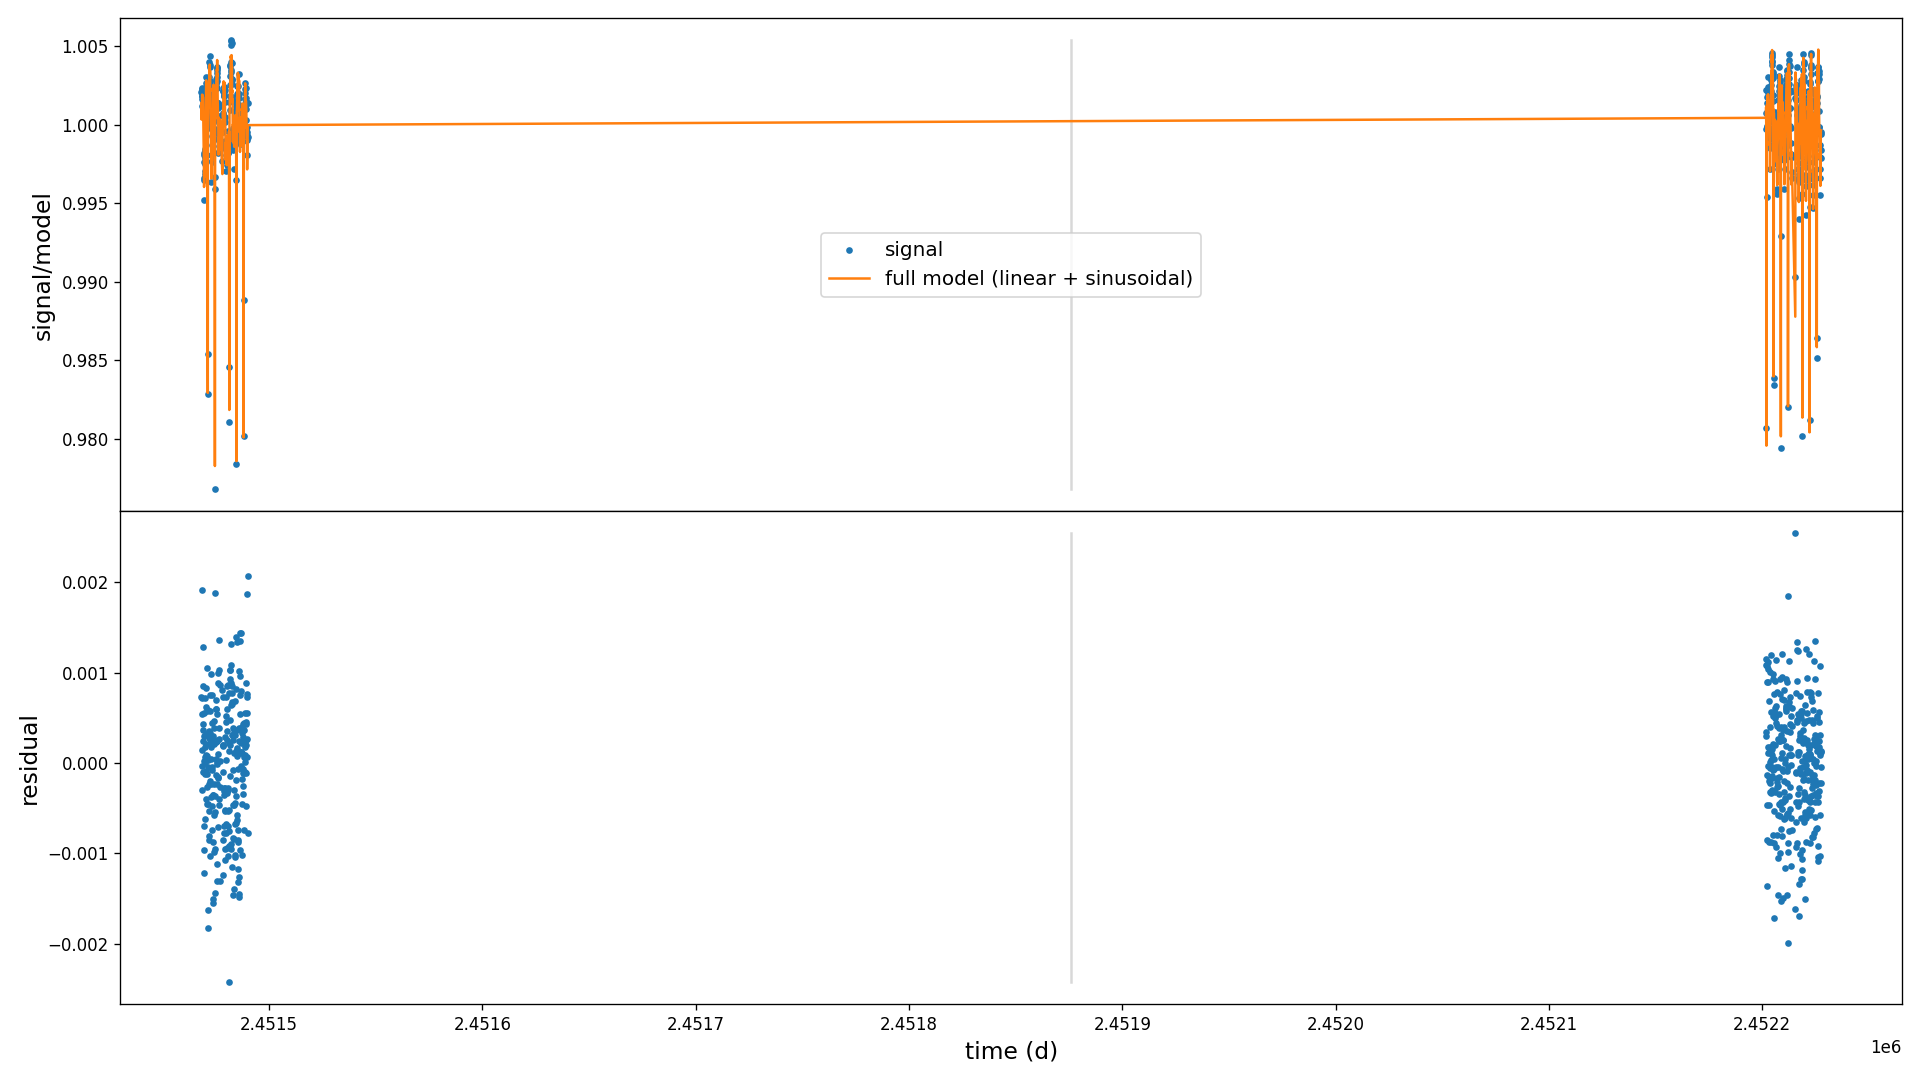 1.005
1.000
0.995
0.990
0.985
0.980
signal/model
signal
full model (linear + sinusoidal)
0.002
0.001
0.000
−0.001
−0.002
residual
2.4515 2.4516 2.4517 2.4518 2.4519 2.4520 2.4521 2.4522
1e6
time (d)